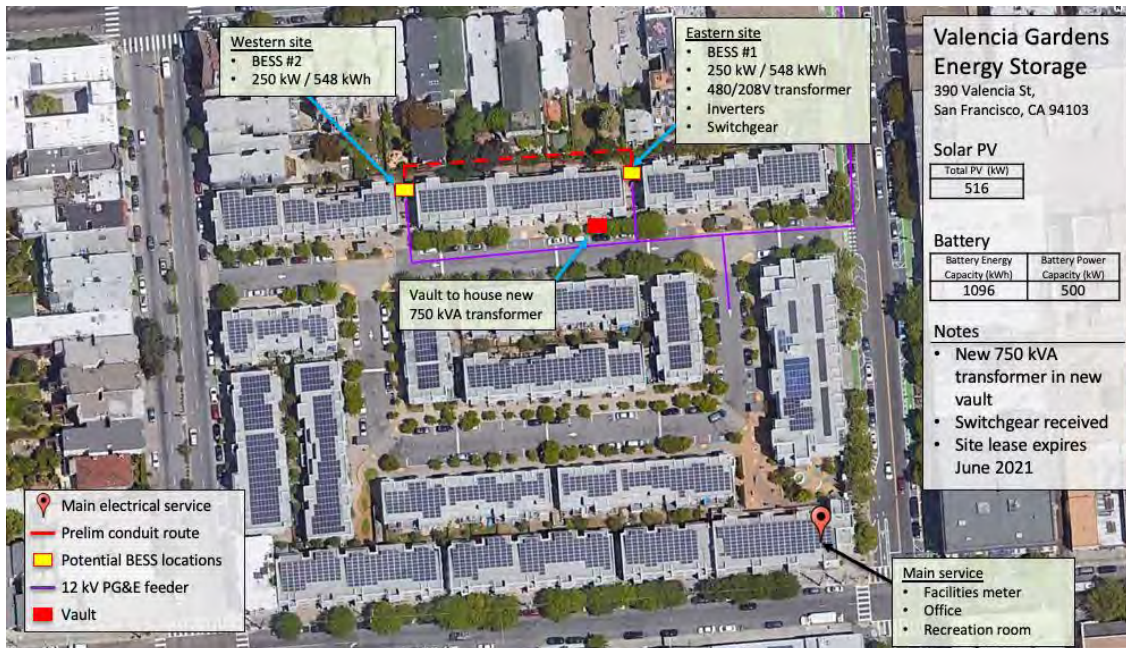 Western site
• BESS #2
• 250 kW / 548 kWh
Eastern site
• BESS #1
• 250 kW / 548 kWh
• 480/208V transformer
• Inverters
• Switchgear
Valencia Gardens
Energy Storage
390 Valencia St,
San Francisco, CA 94103
Solar PV
Total PV (kW)
516
Battery
Battery Energy Capacity (kWh)
Battery Power Capacity (kW)
1096
500
Notes
• New 750 kVA
transformer in new
vault
• Switchgear received
• Site lease expires
June 2021
Vault to house new
750 kVA transformer
Main electrical service
Prelim conduit route
Potential BESS locations
12 kV PG&E feeder
Vault
Main service
• Facilities meter
• Office
• Recreation room